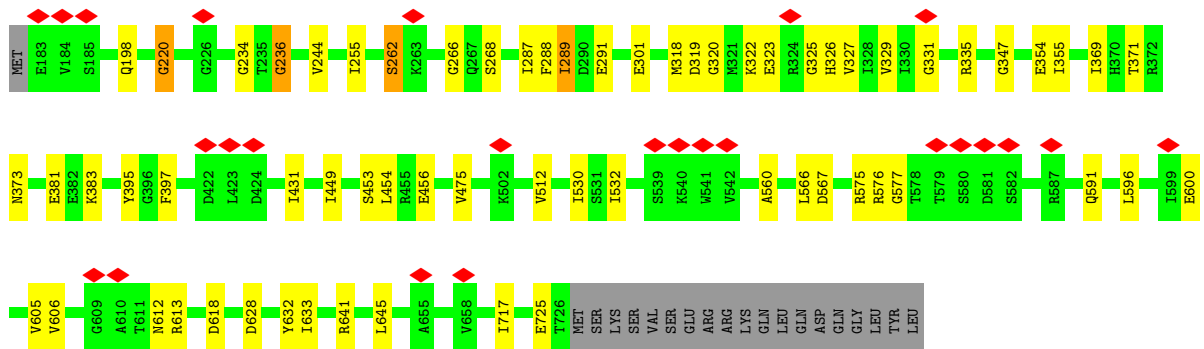 MET E183 V184 S185 Q198 G220 G226 G234 T235 G236 V244 I255 S262 K263 G266 Q267 S268 I287 F288 I289 D290 E291 E301 M318 D319 G320 M321 K322 E323 R324 G325 H326 V327 I328 V329 I330 G331 R335 G347 E354 I355 I369 H370 T371 R372
N373 E381 E382 K383 Y395 G396 F397 D422 L423 D424 I431 I449 S453 L454 R455 E456 V475 K502 V512 I530 S531 I532 S539 K540 W541 V542 A560 L566 D567 R575 R576 G577 T578 T579 S580 D581 S582 R587 Q591 L596 I599 E600
V605 V606 G609 A610 T611 N612 R613 D618 D628 Y632 I633 R641 L645 A655 V658 I717 E725 T726 MET SER LYS SER VAL SER GLU ARG ARG LYS GLN LEU GLN ASP GLN GLY LEU TYR LEU